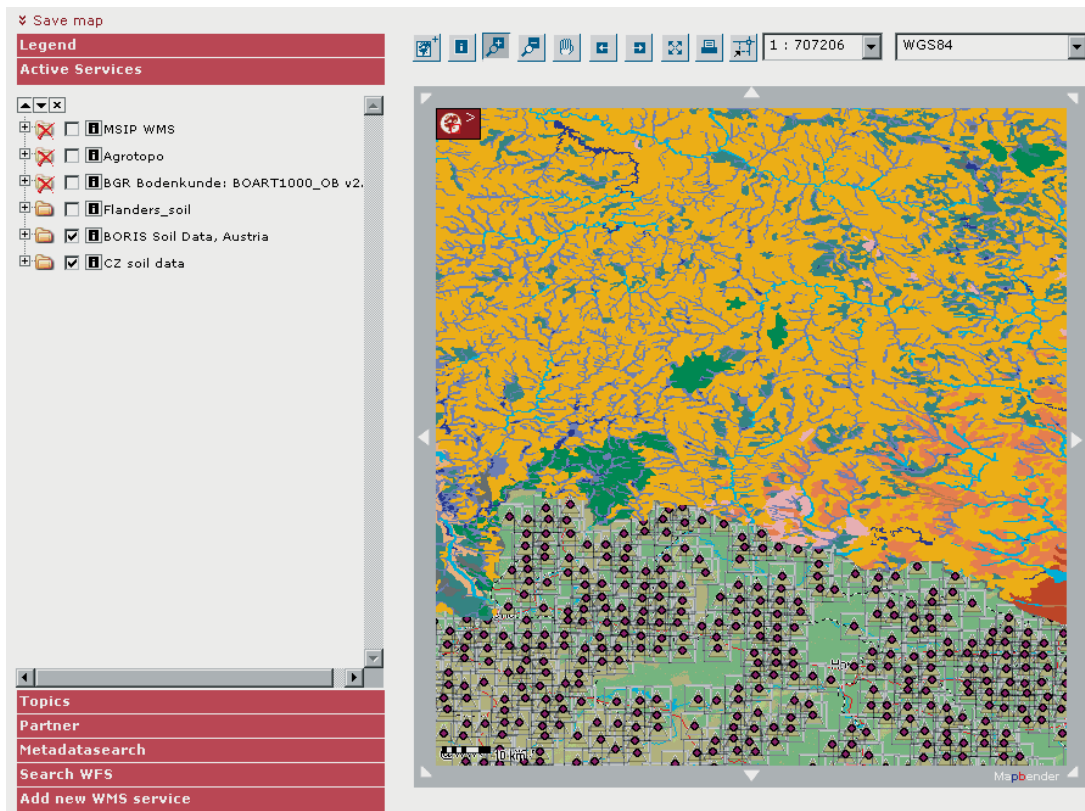 Save map
Legend
Active Services
MSIP WMS
Agrotopo
BGR Bodenkunde: BOART1000_OB v2.
Flanders_soil
BORIS Soil Data, Austria
CZ soil data
Topics
Partner
Metadatasearch
Search WFS
Add new WMS service
1 : 707206
WGS84
10 km
Mapbender